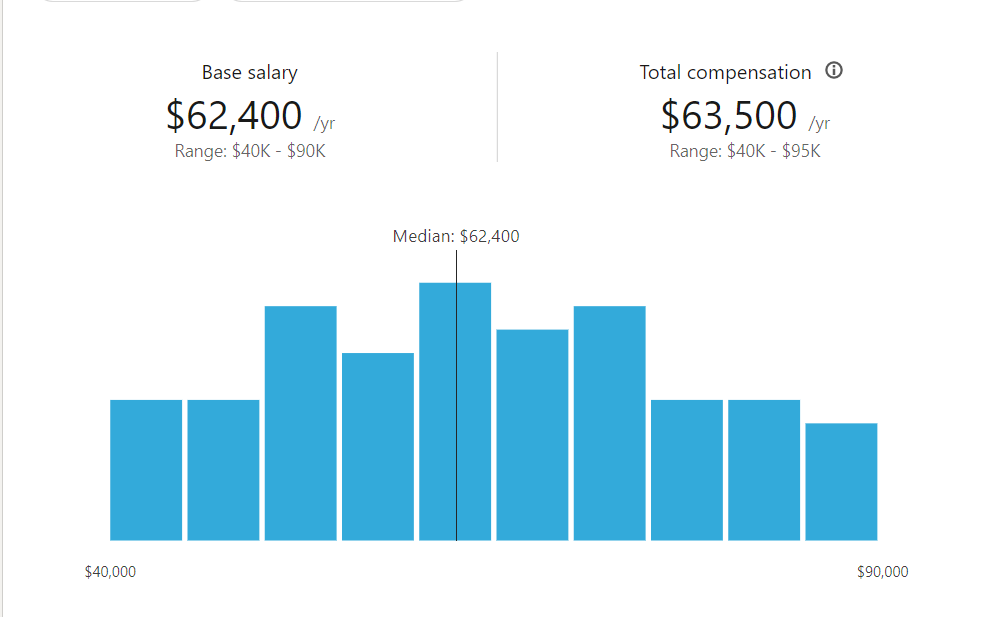 Base salary
$62,400 /yr
Range: $40K - $90K
Total compensation
$63,500 /yr
Range: $40K - $95K
Median: $62,400
$40,000
$90,000